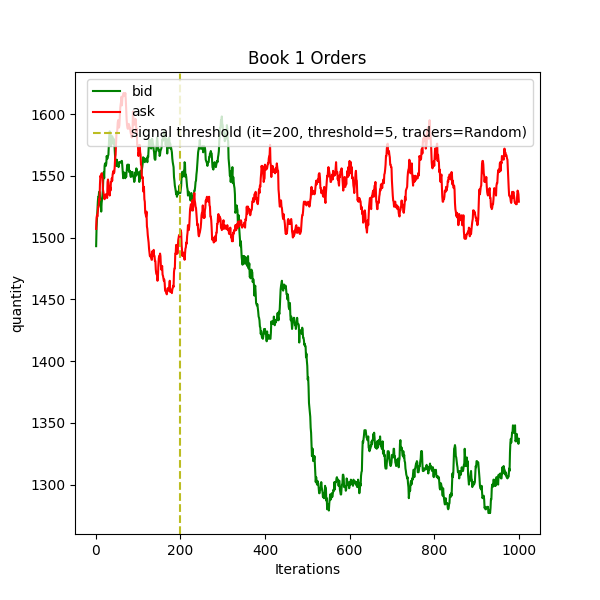 Book 1 Orders
bid
ask
signal threshold (it=200, threshold=5, traders=Random)
quantity
1600
1550
1500
1450
1400
1350
1300
0 200 400 600 800 1000
Iterations